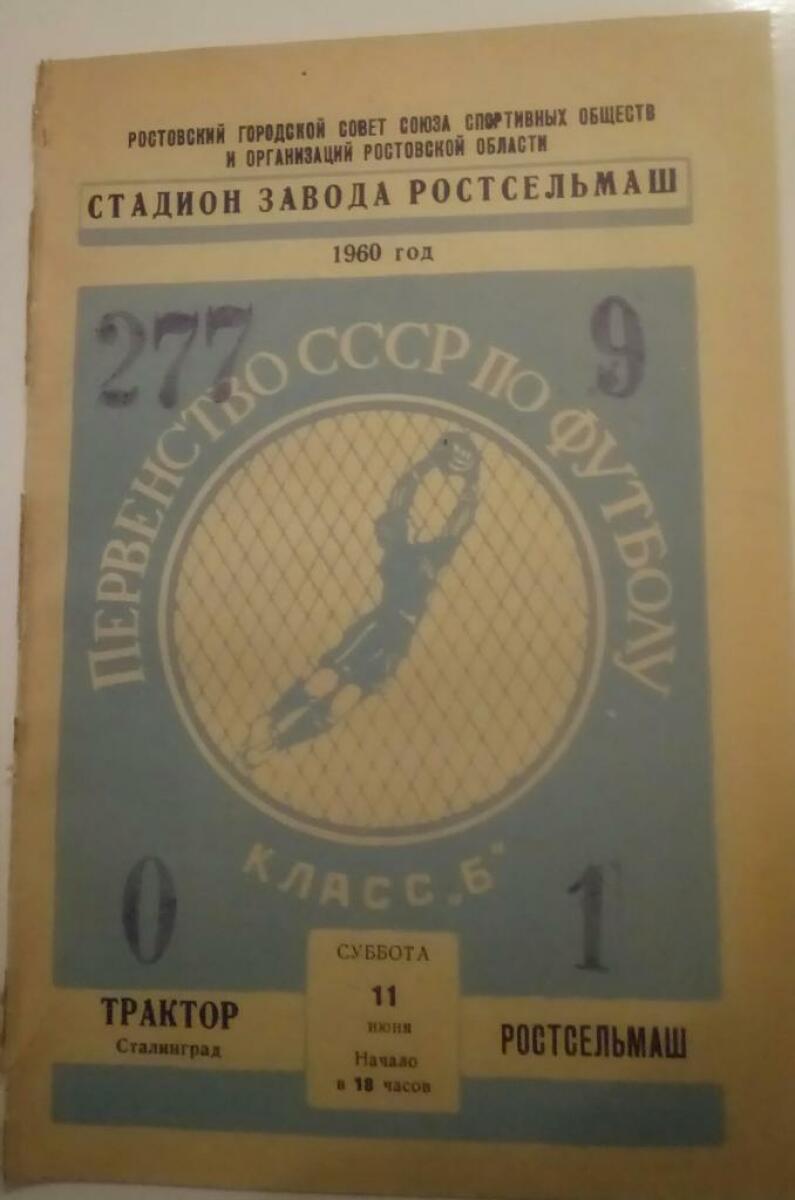 РОСТОВСКИЙ ГОРОДСКОЙ СОВЕТ СОЮЗА СПОРТИВНЫХ ОБЩЕСТВ
И ОРГАНИЗАЦИЙ РОСТОВСКОЙ ОБЛАСТИ
СТАДИОН ЗАВОДА РОСТСЕЛЬМАШ
1960 год
277
9
ПЕРВЕНСТВО СССР ПО ФУТБОЛУ
КЛАСС „Б“
0
1
ТРАКТОР
Сталинград
СУББОТА
11
июня
Начало
в 18 часов
РОСТСЕЛЬМАШ